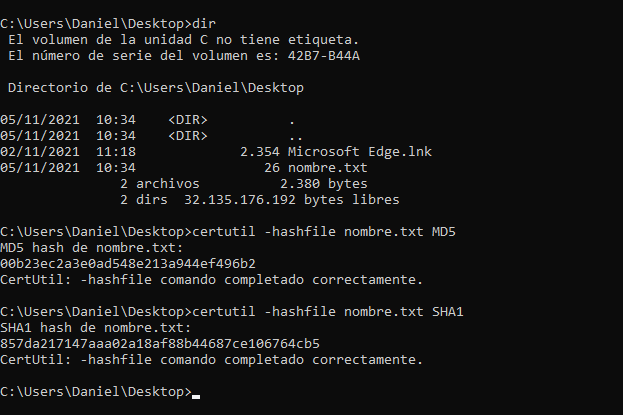 C:\Users\Daniel\Desktop>dir
 El volumen de la unidad C no tiene etiqueta.
 El número de serie del volumen es: 42B7-B44A

 Directorio de C:\Users\Daniel\Desktop

05/11/2021  10:34    <DIR>          .
05/11/2021  10:34    <DIR>          ..
02/11/2021  11:18             2.354 Microsoft Edge.lnk
05/11/2021  10:34                26 nombre.txt
               2 archivos          2.380 bytes
               2 dirs  32.135.176.192 bytes libres

C:\Users\Daniel\Desktop>certutil -hashfile nombre.txt MD5
MD5 hash de nombre.txt:
00b23ec2a3e0ad548e213a944ef496b2
CertUtil: -hashfile comando completado correctamente.

C:\Users\Daniel\Desktop>certutil -hashfile nombre.txt SHA1
SHA1 hash de nombre.txt:
857da217147aaa02a18af88b44687ce106764cb5
CertUtil: -hashfile comando completado correctamente.

C:\Users\Daniel\Desktop>